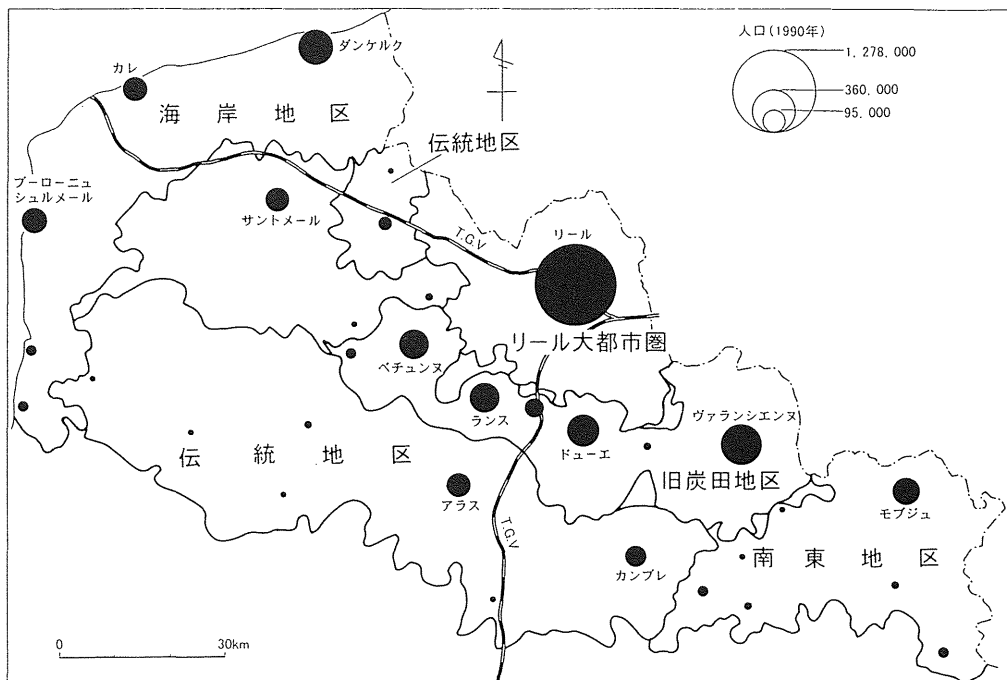 人口(1990年)
1,278,000
360,000
95,000
ダンケルク
カレ
海岸地区
伝統地区
ブーローニュ
シュルメール
サントメール
T.G.V
リール
リール大都市圏
ベチュンヌ
ランス
ドューエ
ヴァランシエンヌ
旧炭田地区
伝統地区
アラス
T.G.V
カンブレ
モブジュ
南東地区
0
30km